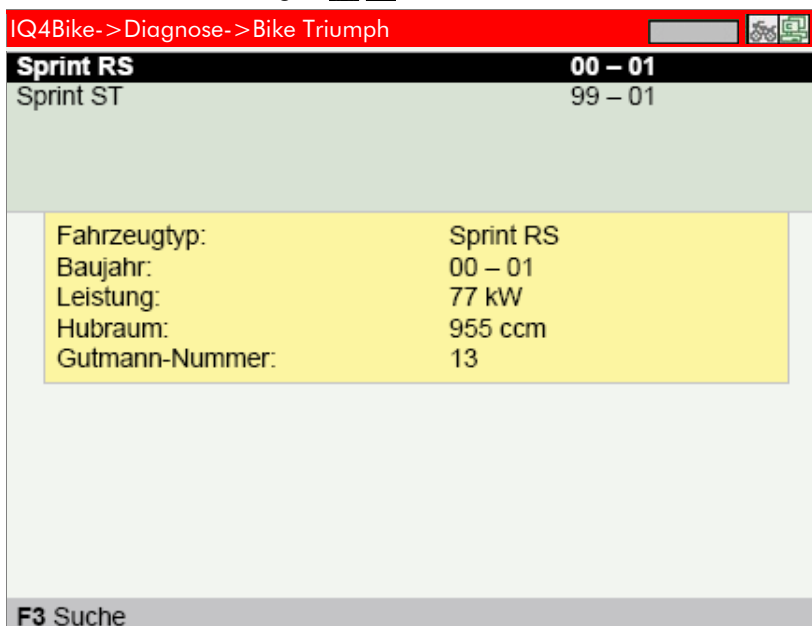 IQ4Bike->Diagnose->Bike Triumph
Sprint RS 00 – 01
Sprint ST 99 – 01
Fahrzeugtyp: Sprint RS
Baujahr: 00 – 01
Leistung: 77 kW
Hubraum: 955 ccm
Gutmann-Nummer: 13
F3 Suche